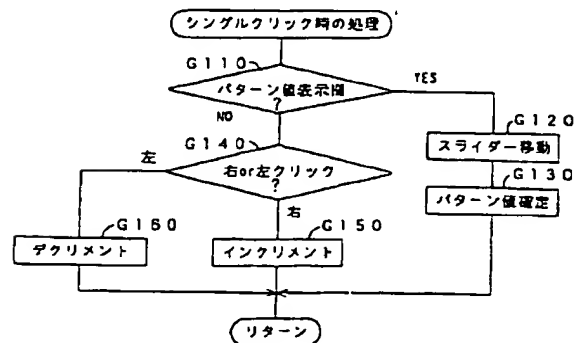 シングルクリック時の処理
G110
パターン値表示欄
?
YES
NO
G120
スライダー移動
G140
G130
左
右or左クリック
?
パターン値確定
右
G160
G150
デクリメント
インクリメント
リターン